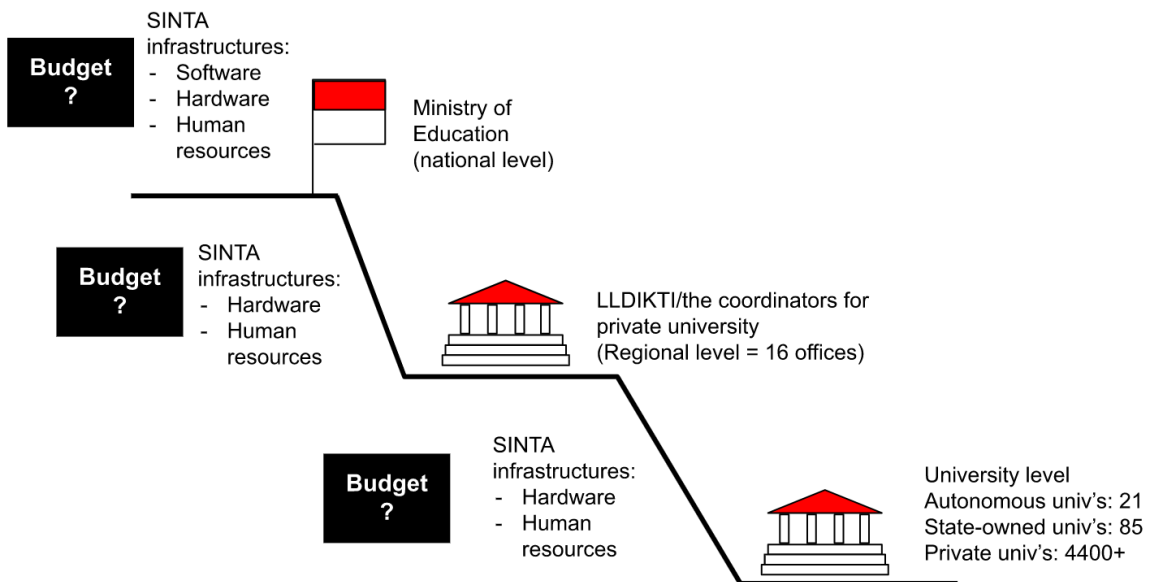 Budget
?
SINTA
infrastructures:
- Software
- Hardware
- Human
resources
Ministry of
Education
(national level)
Budget
?
SINTA
infrastructures:
- Hardware
- Human
resources
LLDIKTI/the coordinators for
private university
(Regional level = 16 offices)
Budget
?
SINTA
infrastructures:
- Hardware
- Human
resources
University level
Autonomous univ's: 21
State-owned univ's: 85
Private univ's: 4400+